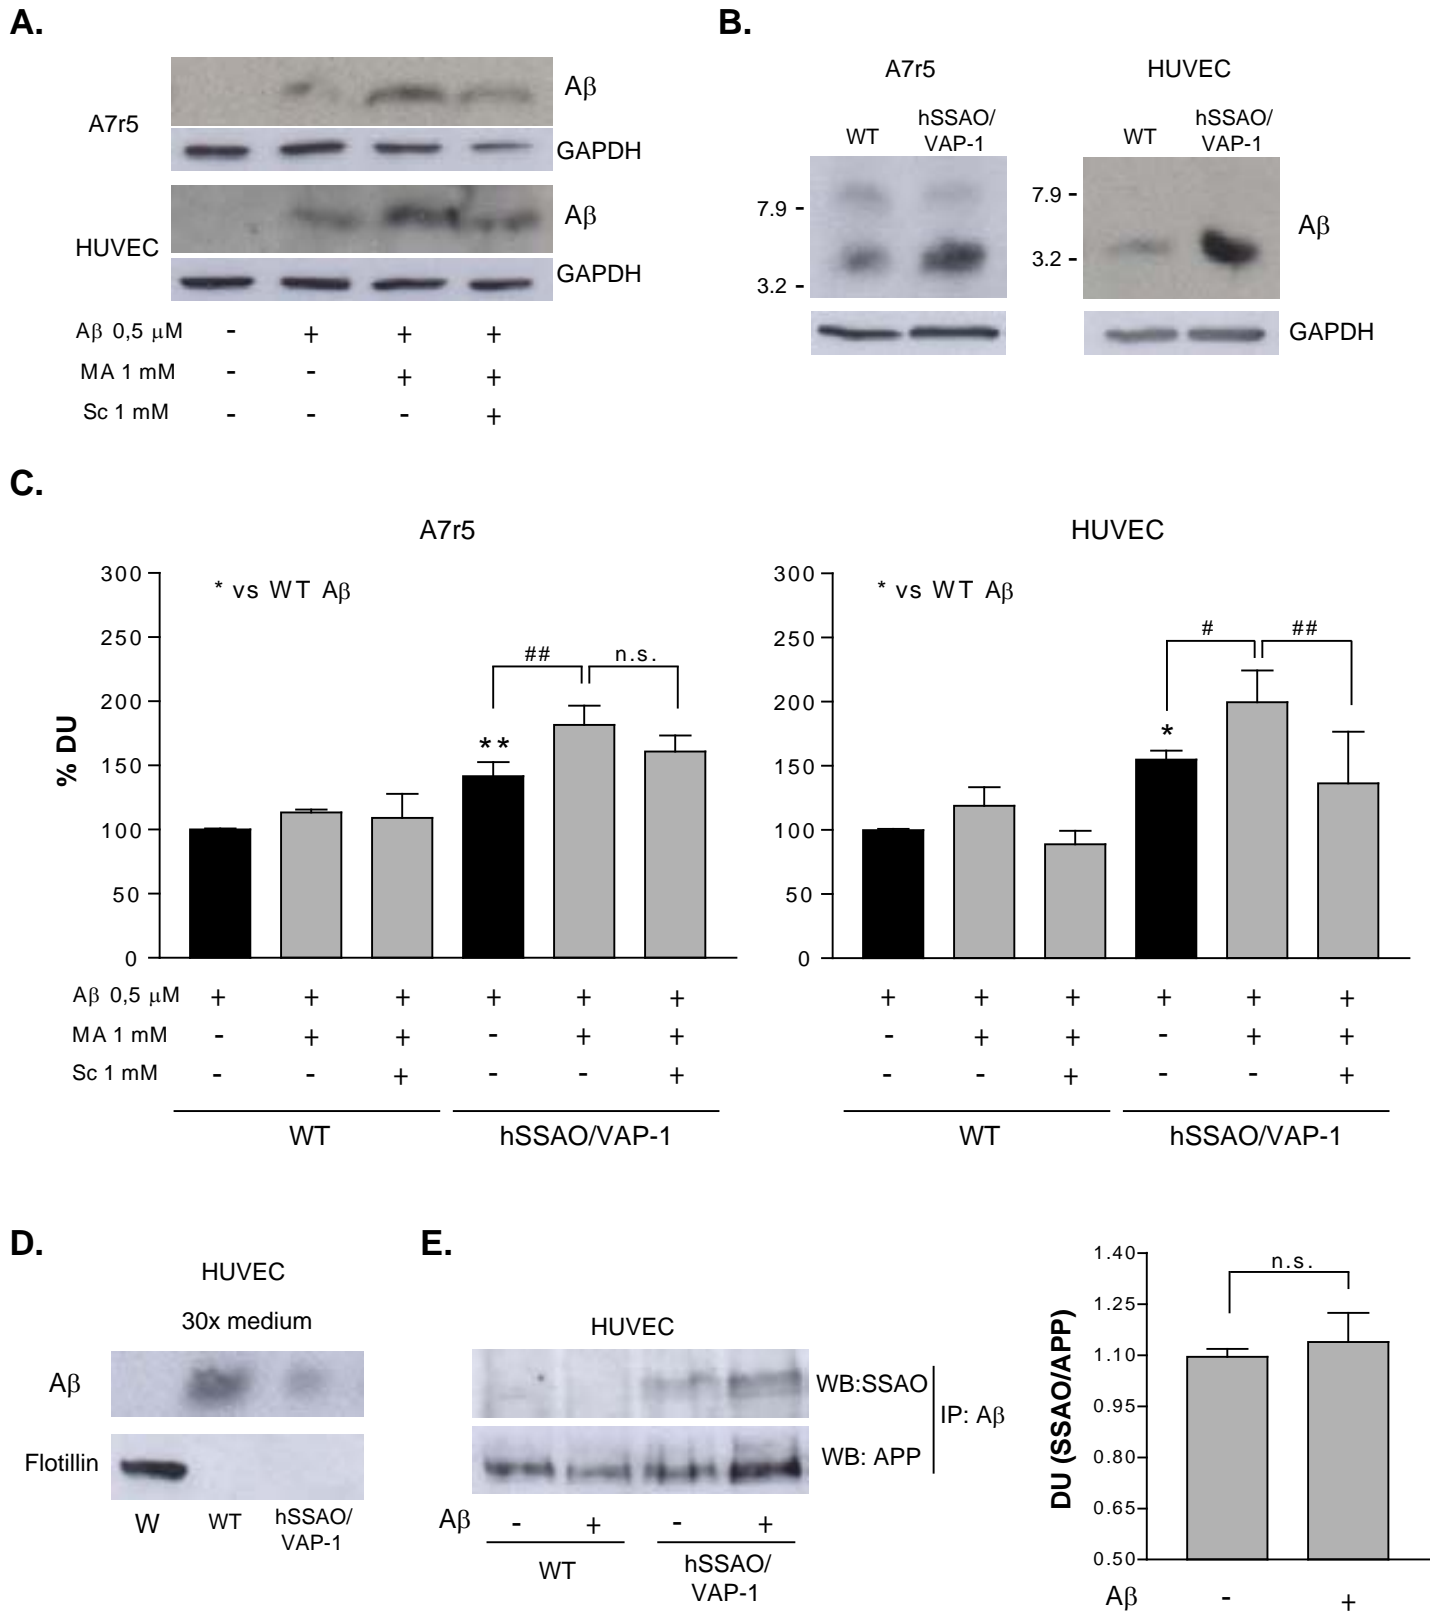 A.
A7r5
Aβ
GAPDH
HUVEC
Aβ
GAPDH
Aβ 0,5 μM - + + +
MA 1 mM - - + +
Sc 1 mM - - - +
B.
A7r5
WT hSSAO/
VAP-1
7.9 -
3.2 -
HUVEC
WT hSSAO/
VAP-1
7.9 -
3.2 -
Aβ
GAPDH
C.
A7r5
* vs WT Aβ
% DU
300
250
200
150
100
50
0
**
##
n.s.
Aβ 0,5 μM + + + + + +
MA 1 mM - + + - + +
Sc 1 mM - - + - - +
WT hSSAO/VAP-1
HUVEC
* vs WT Aβ
300
250
200
150
100
50
0
*
#
##
+ + + + + +
- + + - + +
- - + - - +
WT hSSAO/VAP-1
D.
HUVEC
30x medium
Aβ
Flotillin
W WT hSSAO/
VAP-1
E.
HUVEC
WB:SSAO
WB: APP
IP: Aβ
Aβ - + - +
WT hSSAO/
VAP-1
DU (SSAO/APP)
1.40
1.25
1.10
0.95
0.80
0.65
0.50
n.s.
Aβ - +